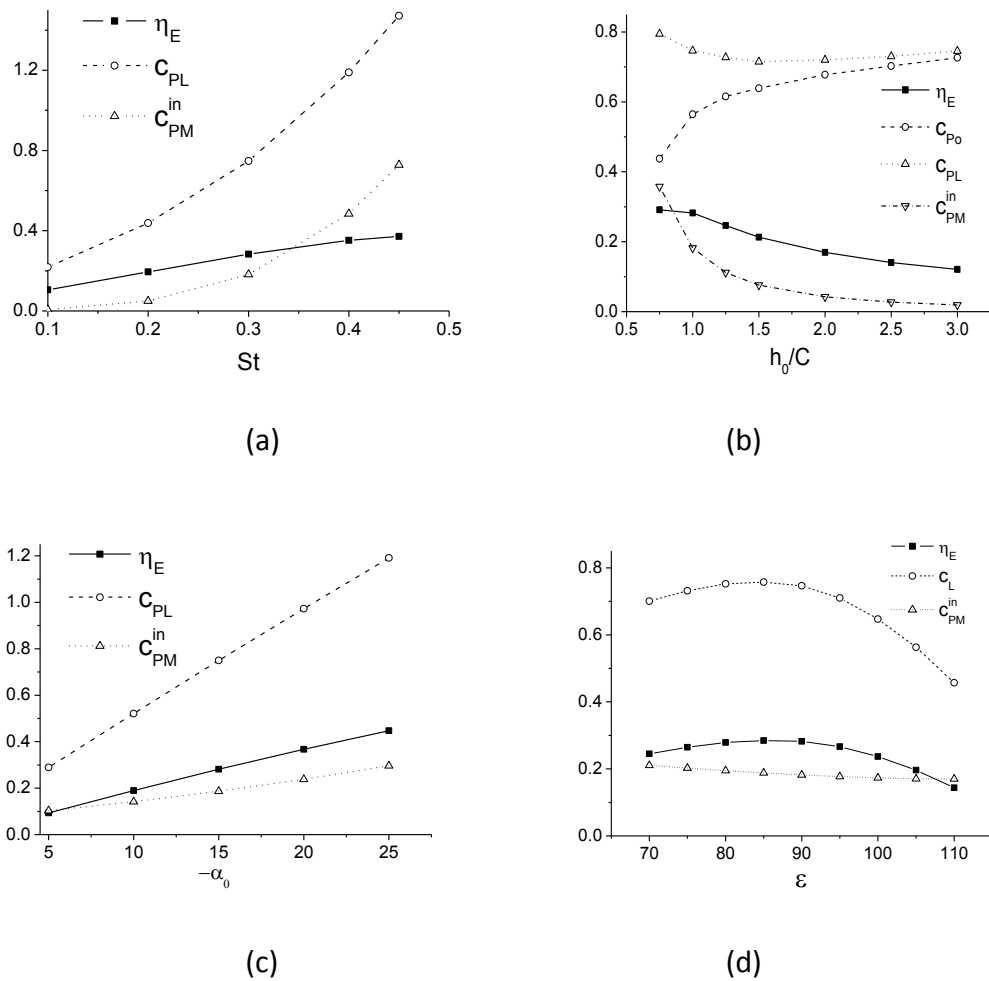 η_E
c_PL
c_PM^in
1.2
0.8
0.4
0.0
0.1 0.2 0.3 0.4 0.5
St
(a)
0.8
0.6
0.4
0.2
0.0
η_E
c_Po
c_PL
c_PM^in
0.5 1.0 1.5 2.0 2.5 3.0
h_0/C
(b)
η_E
c_PL
c_PM^in
1.2
1.0
0.8
0.6
0.4
0.2
0.0
5 10 15 20 25
−α_0
(c)
η_E
c_L
c_PM^in
0.8
0.6
0.4
0.2
0.0
70 80 90 100 110
ε
(d)